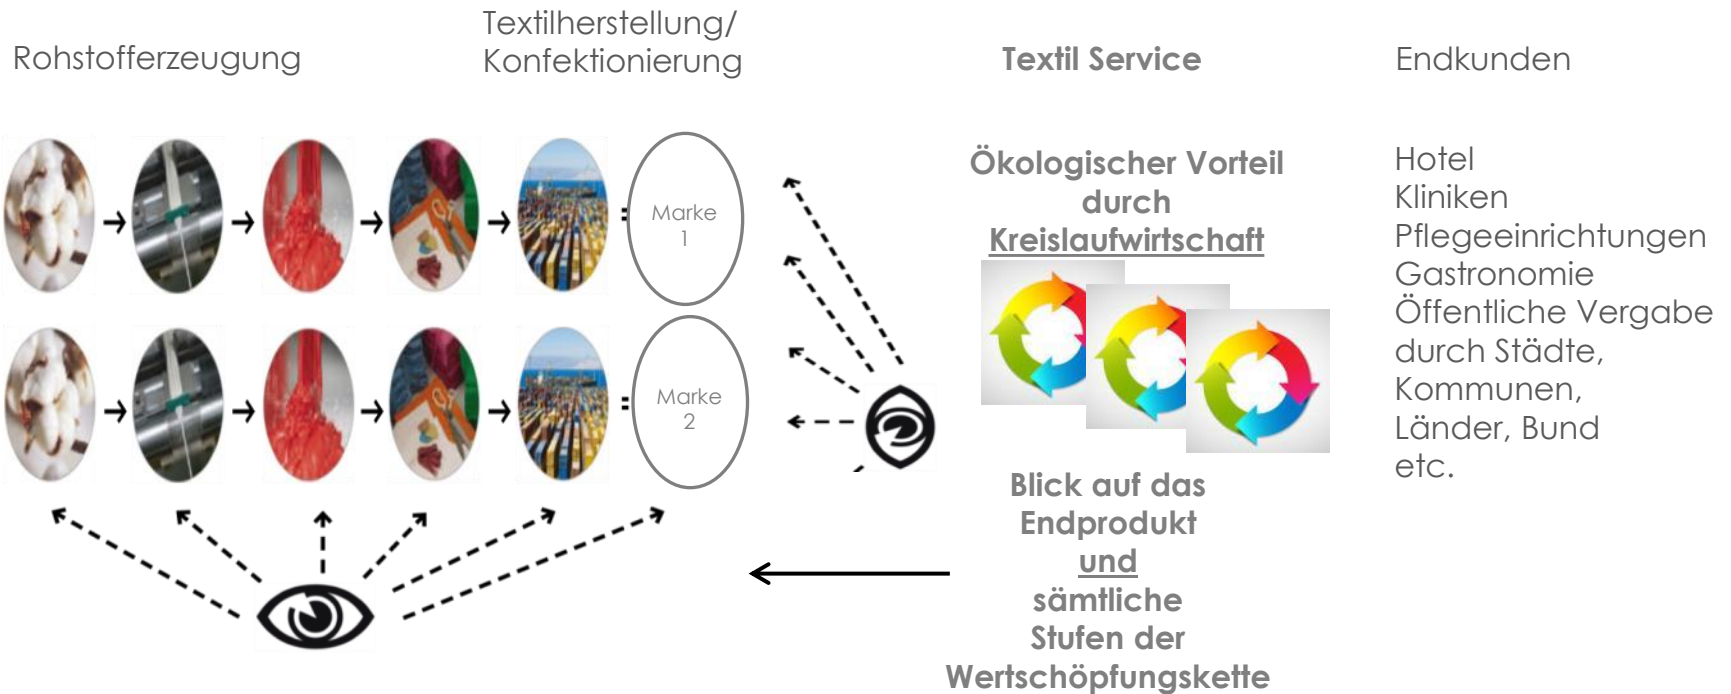 Rohstofferzeugung
Textilherstellung/
Konfektionierung
Textil Service
Endkunden
Marke
1
Marke
2
Ökologischer Vorteil
durch
Kreislaufwirtschaft
Blick auf das
Endprodukt
und
sämtliche
Stufen der
Wertschöpfungskette
Hotel
Kliniken
Pflegeeinrichtungen
Gastronomie
Öffentliche Vergabe
durch Städte,
Kommunen,
Länder, Bund
etc.